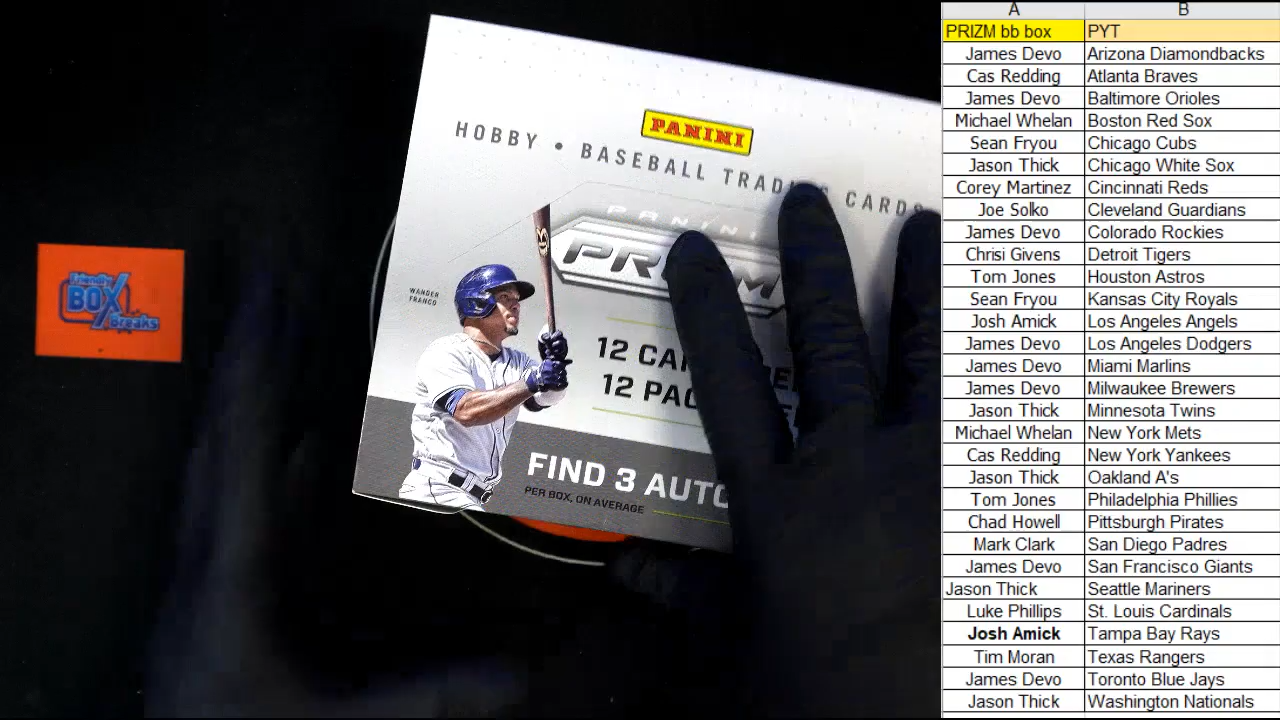 Friendly
BOX
Breaks
PANINI
HOBBY • BASEBALL TRADING CARDS
PANINI
PRIZM
WANDER
FRANCO
12
12
FIND 3
PER BOX, ON AVERAGE
A B
PRIZM bb box PYT
James Devo Arizona Diamondbacks
Cas Redding Atlanta Braves
James Devo Baltimore Orioles
Michael Whelan Boston Red Sox
Sean Fryou Chicago Cubs
Jason Thick Chicago White Sox
Corey Martinez Cincinnati Reds
Joe Solko Cleveland Guardians
James Devo Colorado Rockies
Chrisi Givens Detroit Tigers
Tom Jones Houston Astros
Sean Fryou Kansas City Royals
Josh Amick Los Angeles Angels
James Devo Los Angeles Dodgers
James Devo Miami Marlins
James Devo Milwaukee Brewers
Jason Thick Minnesota Twins
Michael Whelan New York Mets
Cas Redding New York Yankees
Jason Thick Oakland A's
Tom Jones Philadelphia Phillies
Chad Howell Pittsburgh Pirates
Mark Clark San Diego Padres
James Devo San Francisco Giants
Jason Thick Seattle Mariners
Luke Phillips St. Louis Cardinals
Josh Amick Tampa Bay Rays
Tim Moran Texas Rangers
James Devo Toronto Blue Jays
Jason Thick Washington Nationals